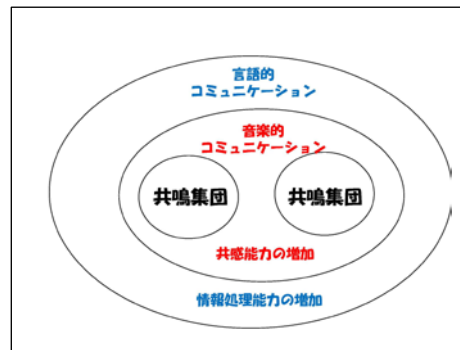 言語的
コミュニケーション
音楽的
コミュニケーション
共鳴集団
共鳴集団
共感能力の増加
情報処理能力の増加